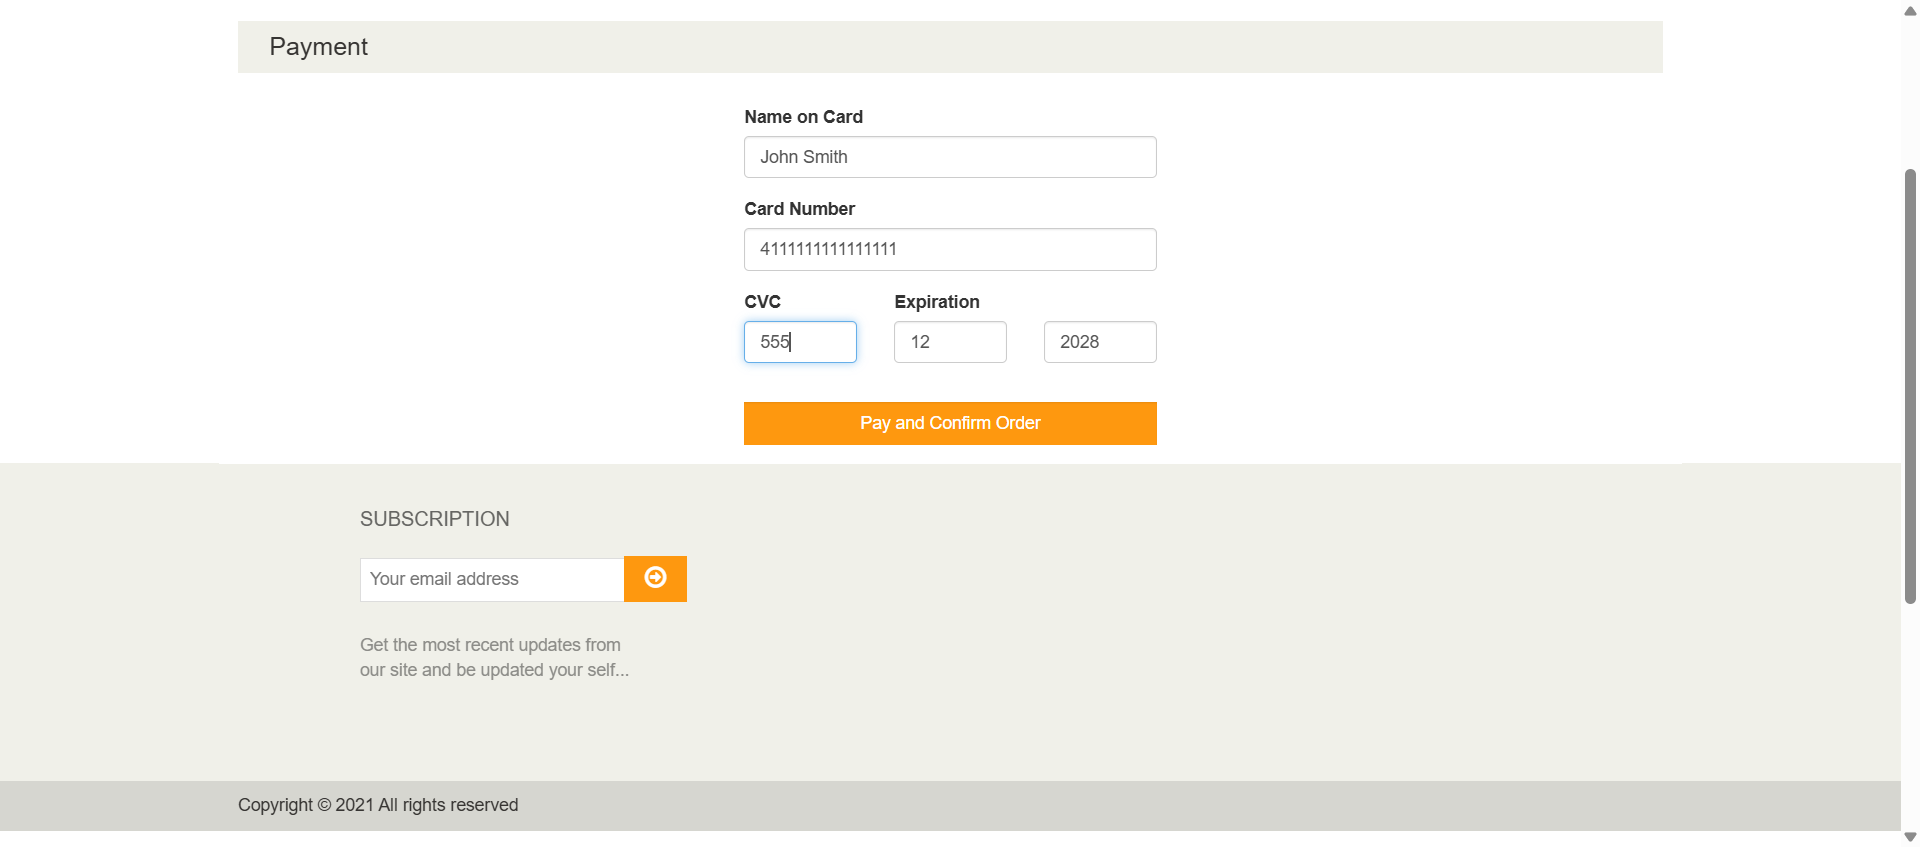 Payment
Name on Card
John Smith
Card Number
4111111111111111
CVC
Expiration
555
12
2028
Pay and Confirm Order
SUBSCRIPTION
Your email address
Get the most recent updates from
our site and be updated your self...
Copyright © 2021 All rights reserved